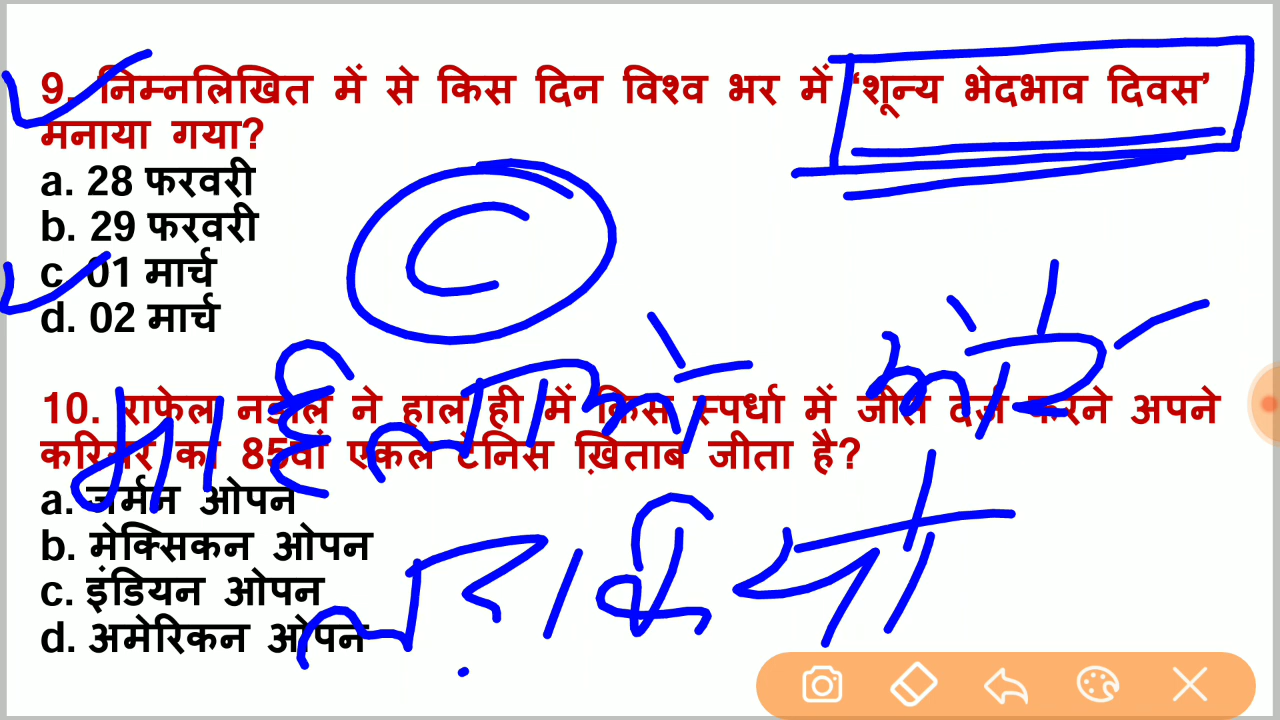 9. निम्नलिखित में से किस दिन विश्व भर में ‘शून्य भेदभाव दिवस’
मनाया गया?
a. 28 फरवरी
b. 29 फरवरी
c. 01 मार्च
d. 02 मार्च
C
10. राफेल नडाल ने हाल ही में किस स्पर्धा में जीत दर्ज करने अपने
करियर का 85वां एकल टेनिस ख़िताब जीता है?
a. जर्मन ओपन
b. मेक्सिकन ओपन
c. इंडियन ओपन
d. अमेरिकन ओपन